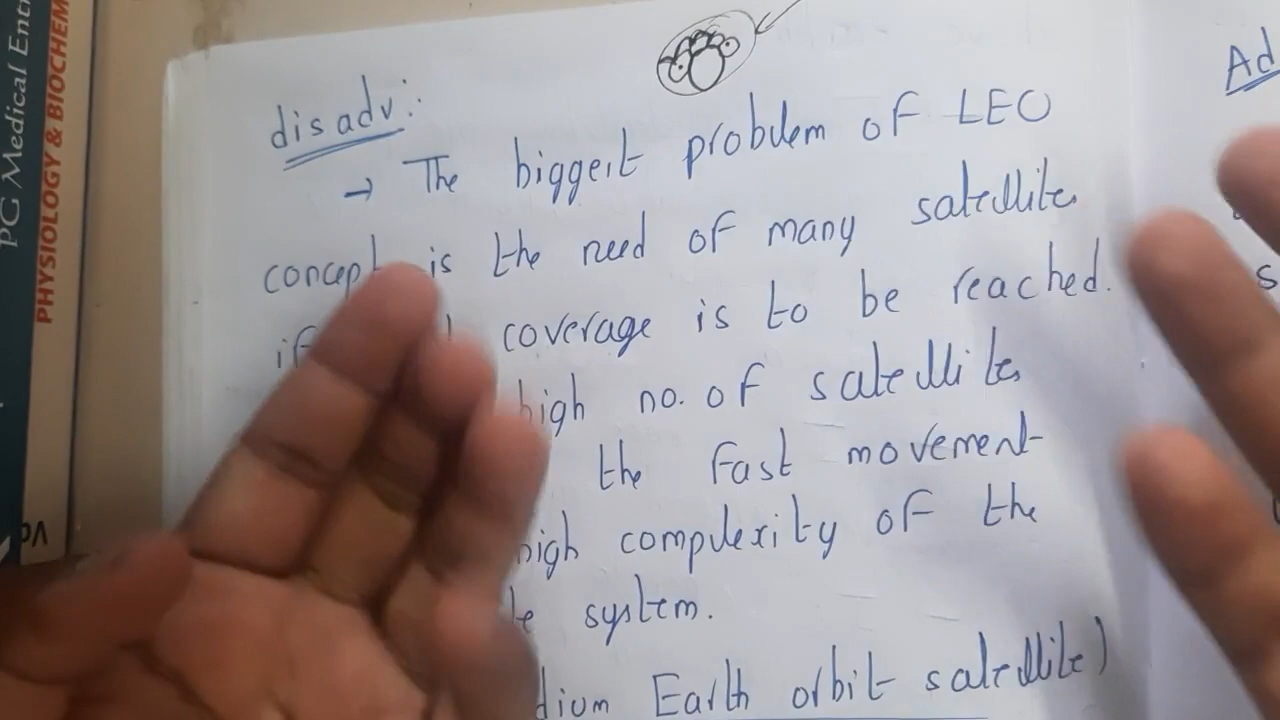 PG Medical Entr
PHYSIOLOGY & BIOCHEM
disadv:
Ad
→ The biggest problem of LEO
concept is the need of many satellite
if coverage is to be reached.
high no. of satellites
the fast movement
high complexity of the
system.
Earth orbit satellite)